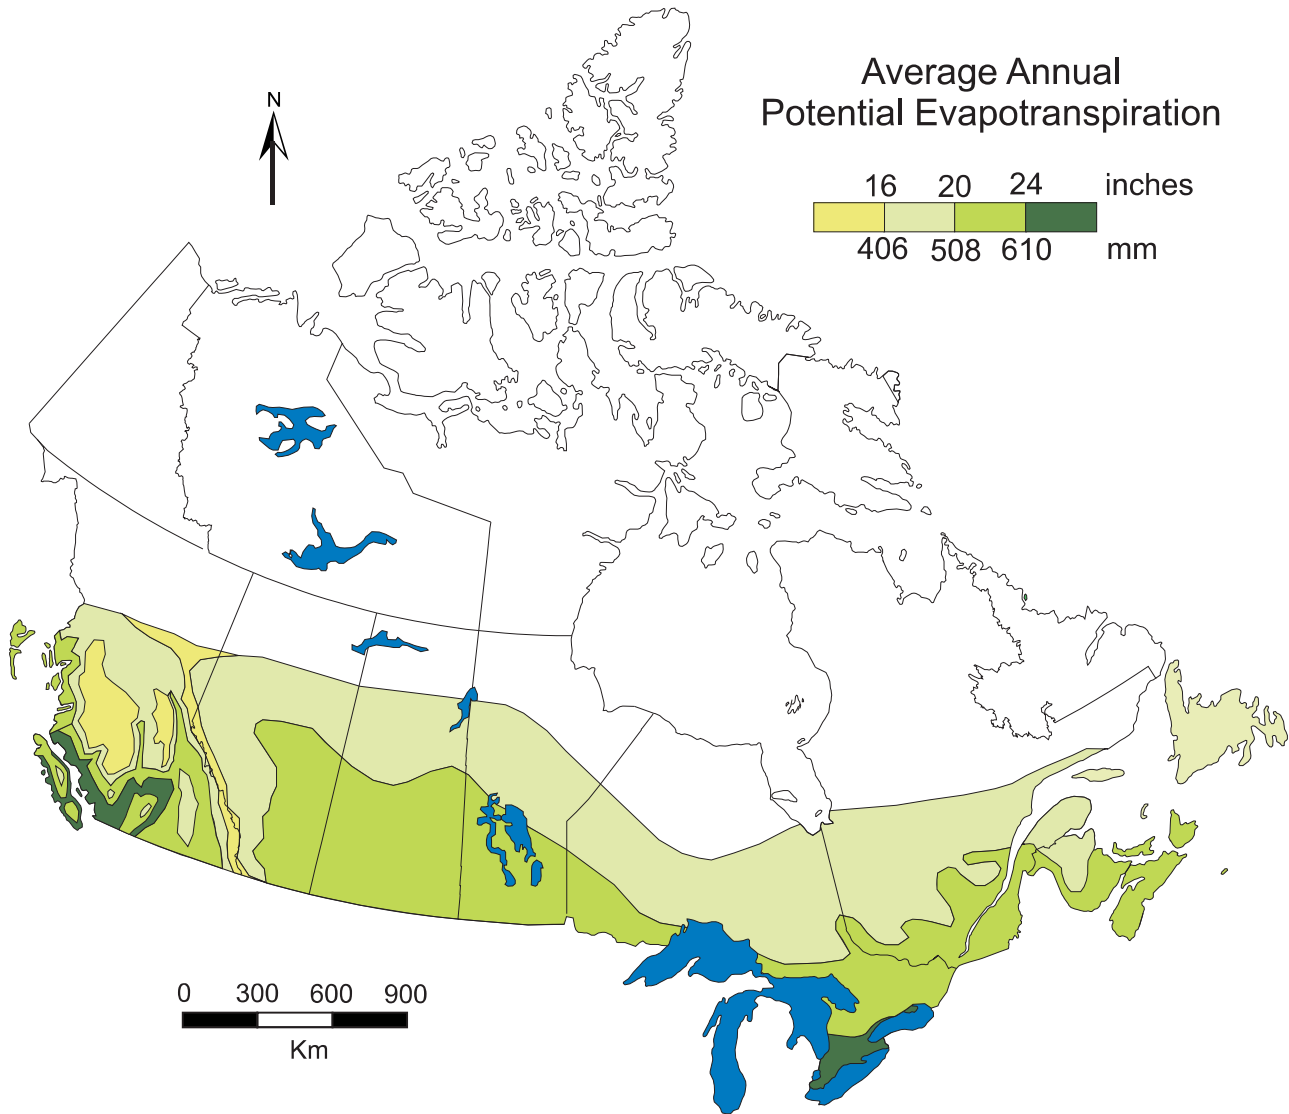 Average Annual
Potential Evapotranspiration
N
16 20 24 inches
406 508 610 mm
0 300 600 900
Km